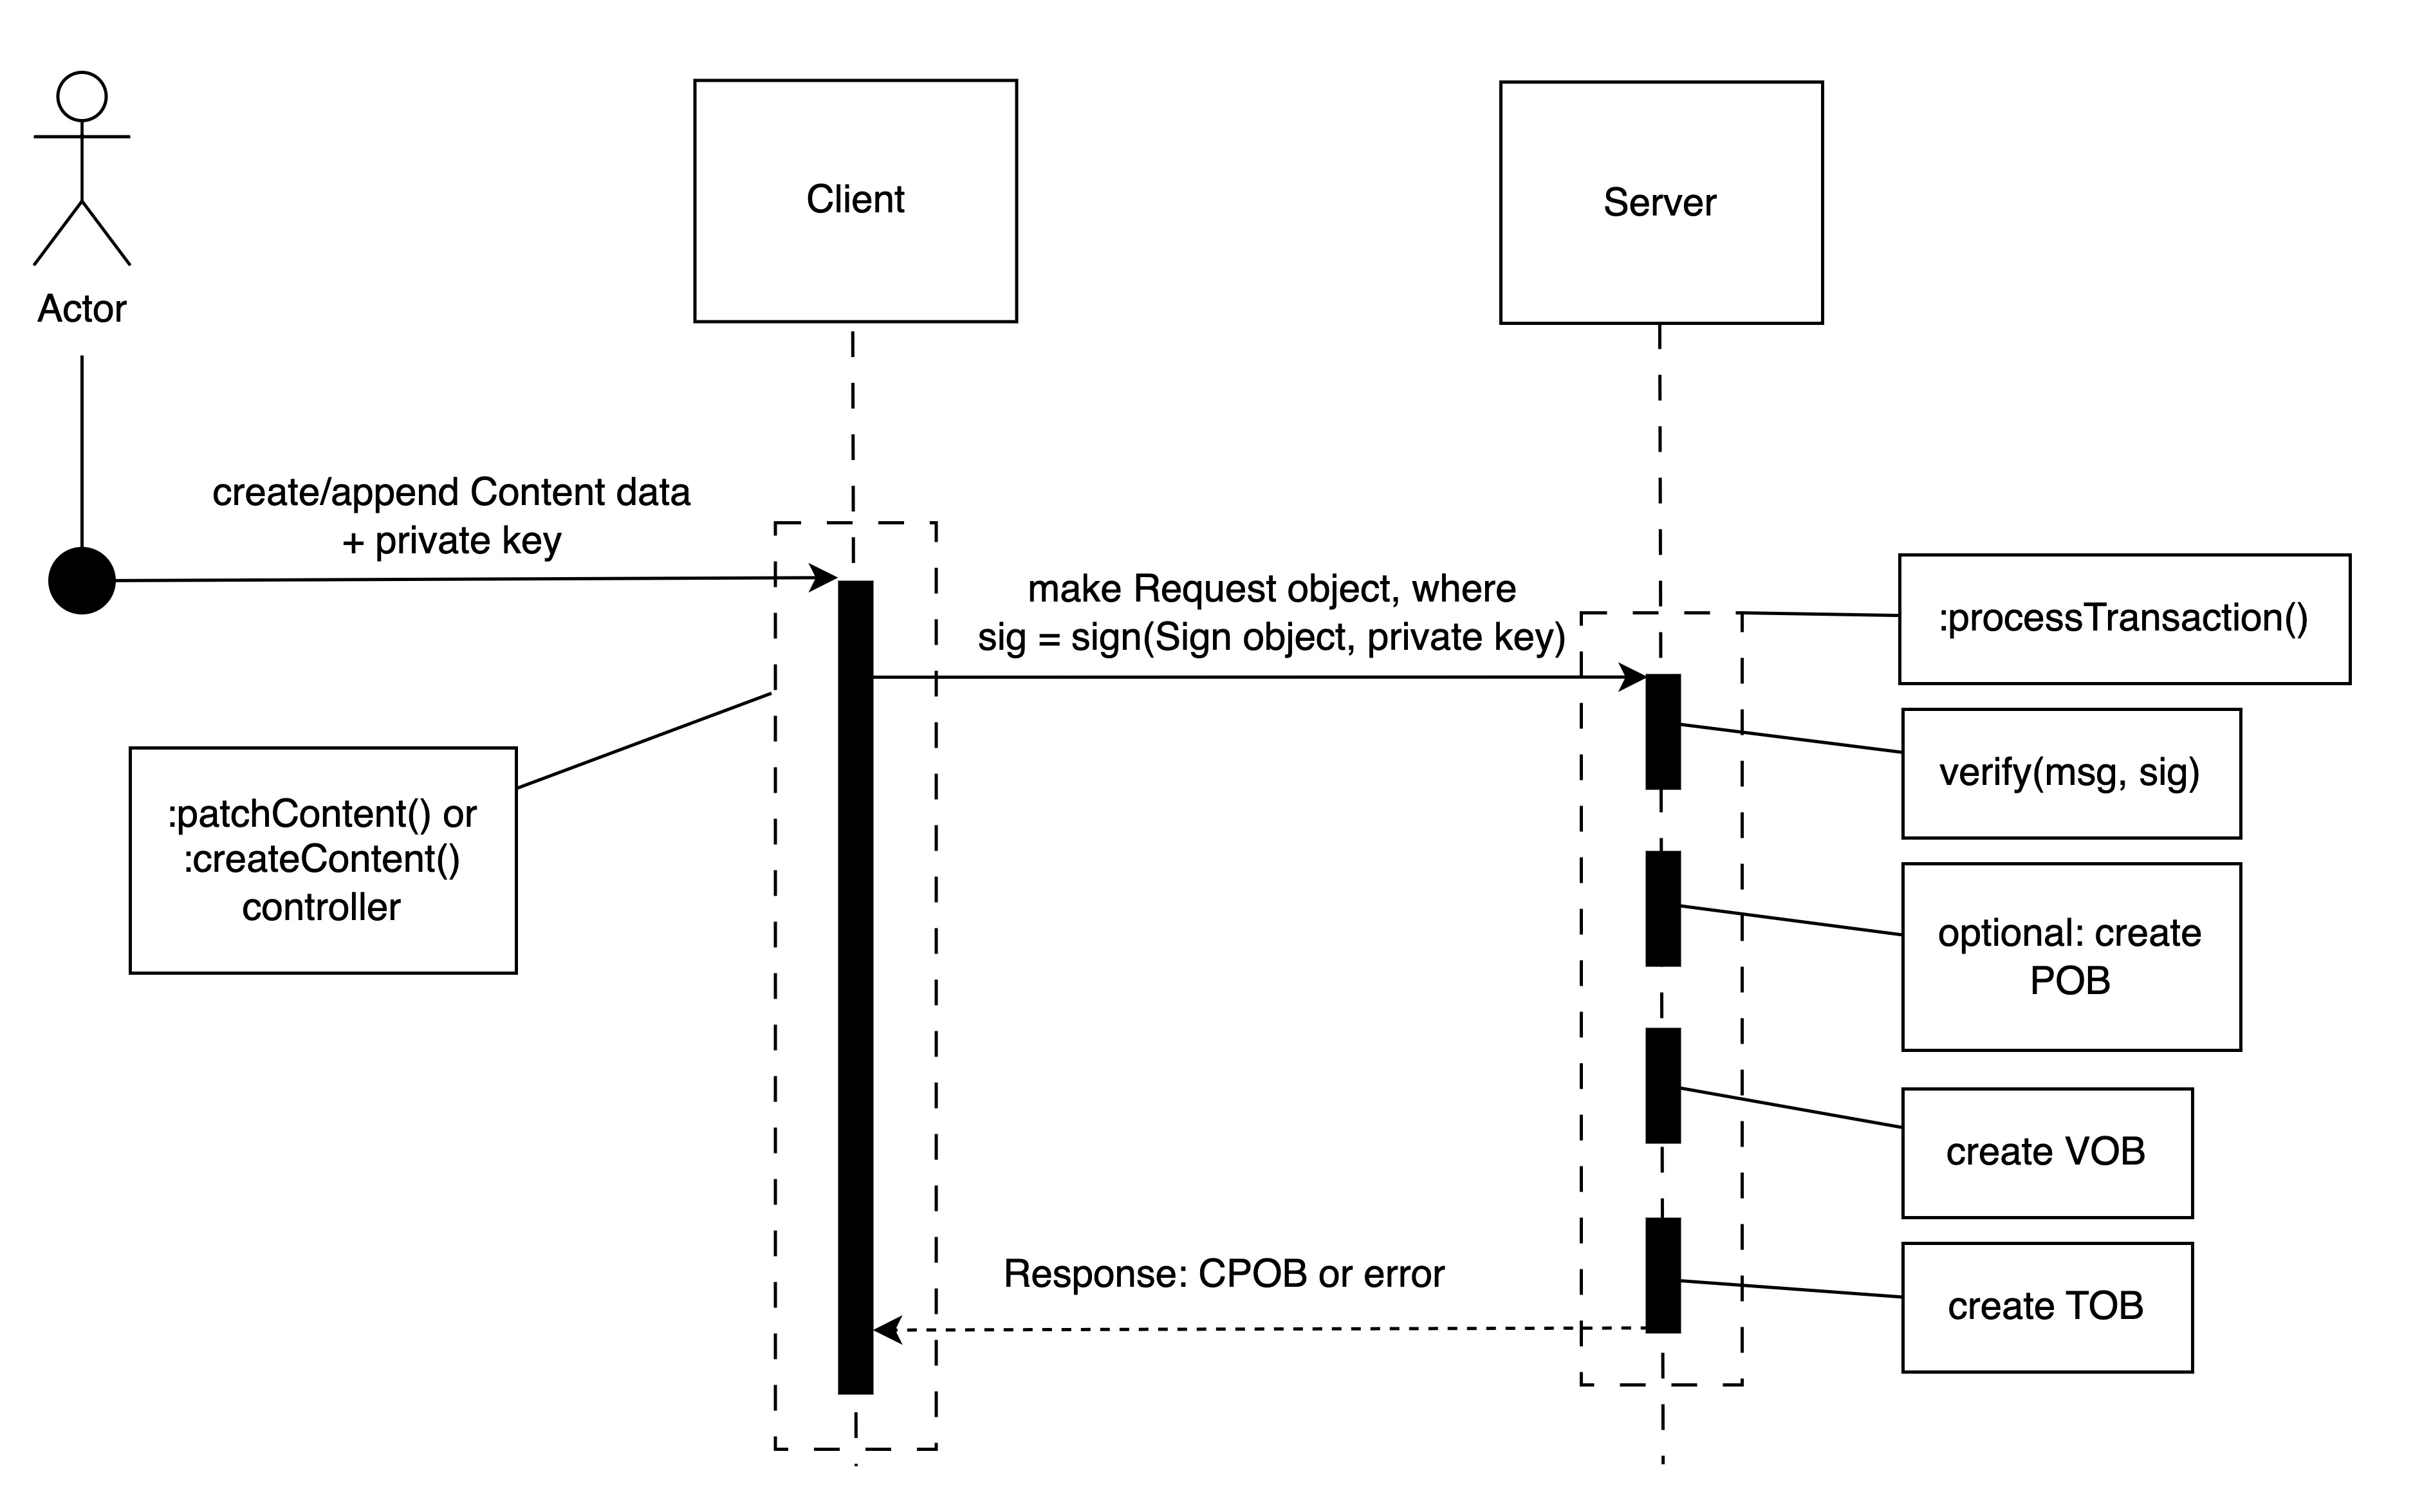 Actor
Client
Server
create/append Content data
+ private key
make Request object, where
sig = sign(Sign object, private key)
:processTransaction()
verify(msg, sig)
:patchContent() or
:createContent()
controller
optional: create
POB
create VOB
Response: CPOB or error
create TOB